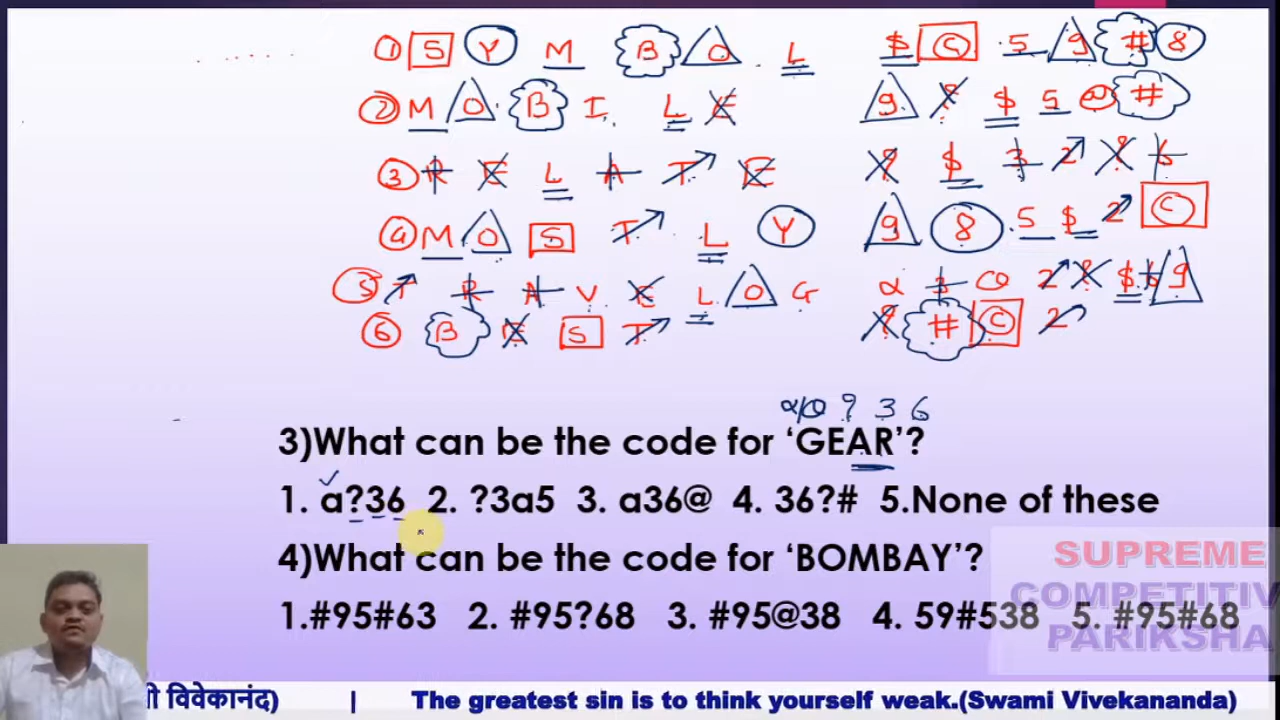 ① S Y M B O L $ © 5 9 # 8
② M O B I L E 9 ? $ 5 @ #
③ R E L A T E ? $ 3 2 ? 6
④ M O S T L Y 9 8 5 $ 2 ©
⑤ T R A V E L O G α 3 @ 2 ? $ 6 9
⑥ B E S T ? # © 2
α/@ ? 3 6
3)What can be the code for ‘GEAR’?
1. a?36 2. ?3a5 3. a36@ 4. 36?# 5.None of these
4)What can be the code for ‘BOMBAY’?
1.#95#63 2. #95?68 3. #95@38 4. 59#538 5. #95#68
SUPREME
COMPETITIV
PARIKSHA
विवेकानंद) | The greatest sin is to think yourself weak.(Swami Vivekananda)